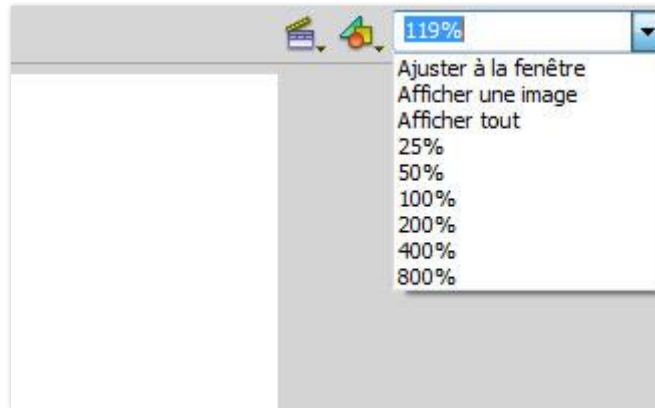 119%
Ajuster à la fenêtre
Afficher une image
Afficher tout
25%
50%
100%
200%
400%
800%